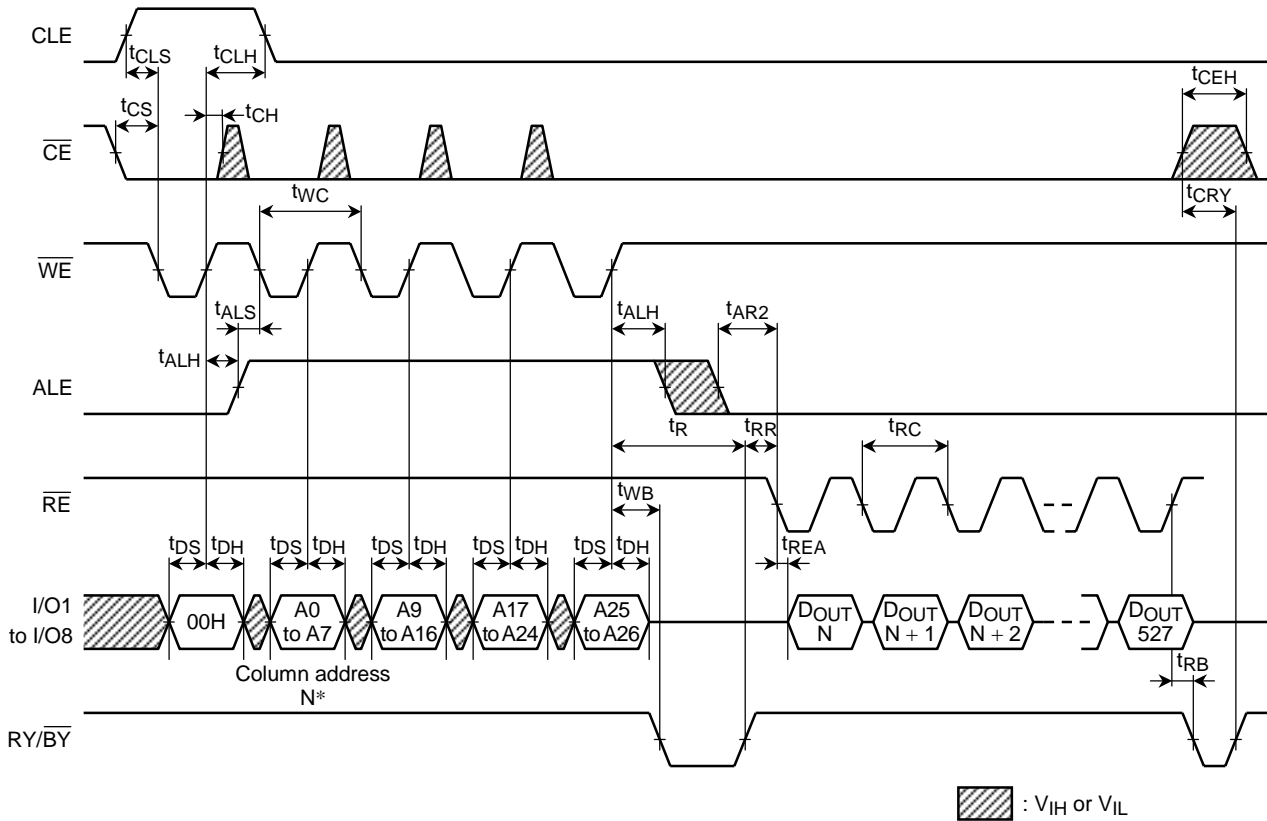 CLE
tCLS
tCLH
tCEH
tCS
tCH
CE
tWC
tCRY
WE
tALS
tALH
tAR2
tALH
ALE
tR
tRR
tRC
RE
tWB
tREA
tDS tDH tDS tDH tDS tDH tDS tDH tDS tDH
I/O1
to I/O8
00H
A0
to A7
A9
to A16
A17
to A24
A25
to A26
DOUT
N
DOUT
N + 1
DOUT
N + 2
DOUT
527
Column address
N*
tRB
RY/BY
: VIH or VIL